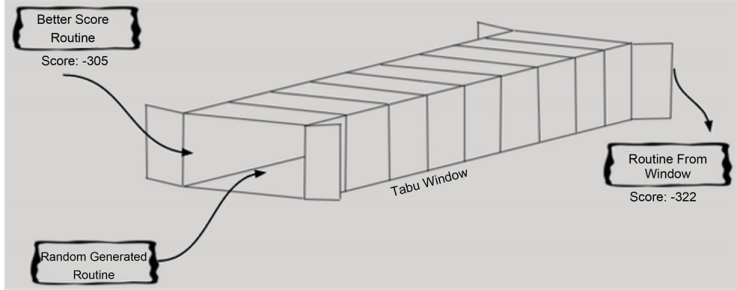 Better Score
Routine
Score: -305
Tabu Window
Routine From
Window
Score: -322
Random Generated
Routine